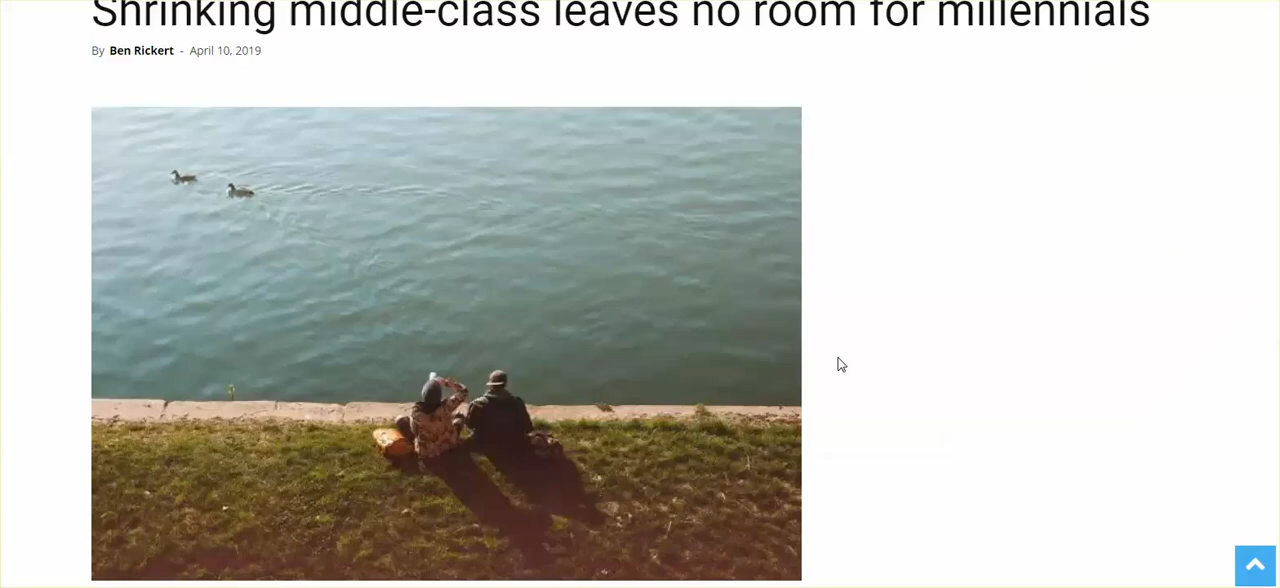 Shrinking middle-class leaves no room for millennials
By Ben Rickert - April 10, 2019